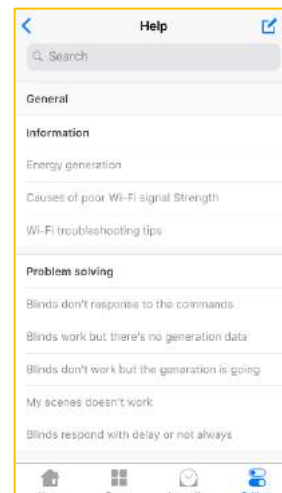 Help
Search
General
Information
Energy generation
Causes of poor Wi-Fi signal Strength
Wi-Fi troubleshooting tips
Problem solving
Blinds don't response to the commands
Blinds work but there's no generation data
Blinds don't work but the generation is going
My scenes doesn't work
Blinds respond with delay or not always